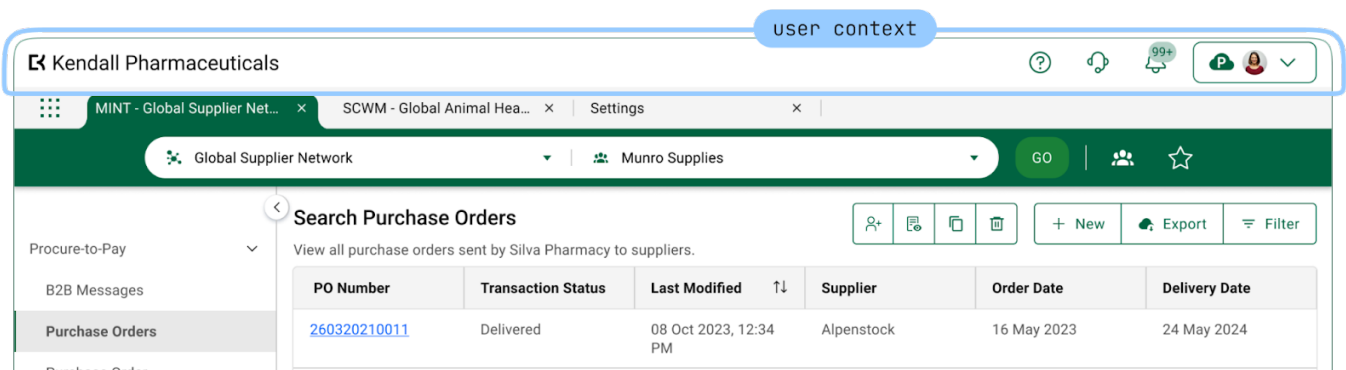 user context
Kendall Pharmaceuticals
99+
P
MINT - Global Supplier Net... ×
SCWM - Global Animal Hea... ×
Settings ×
Global Supplier Network
Munro Supplies
GO
Search Purchase Orders
+ New
Export
Filter
View all purchase orders sent by Silva Pharmacy to suppliers.
Procure-to-Pay
B2B Messages
Purchase Orders
PO Number Transaction Status Last Modified Supplier Order Date Delivery Date
260320210011 Delivered 08 Oct 2023, 12:34 PM Alpenstock 16 May 2023 24 May 2024